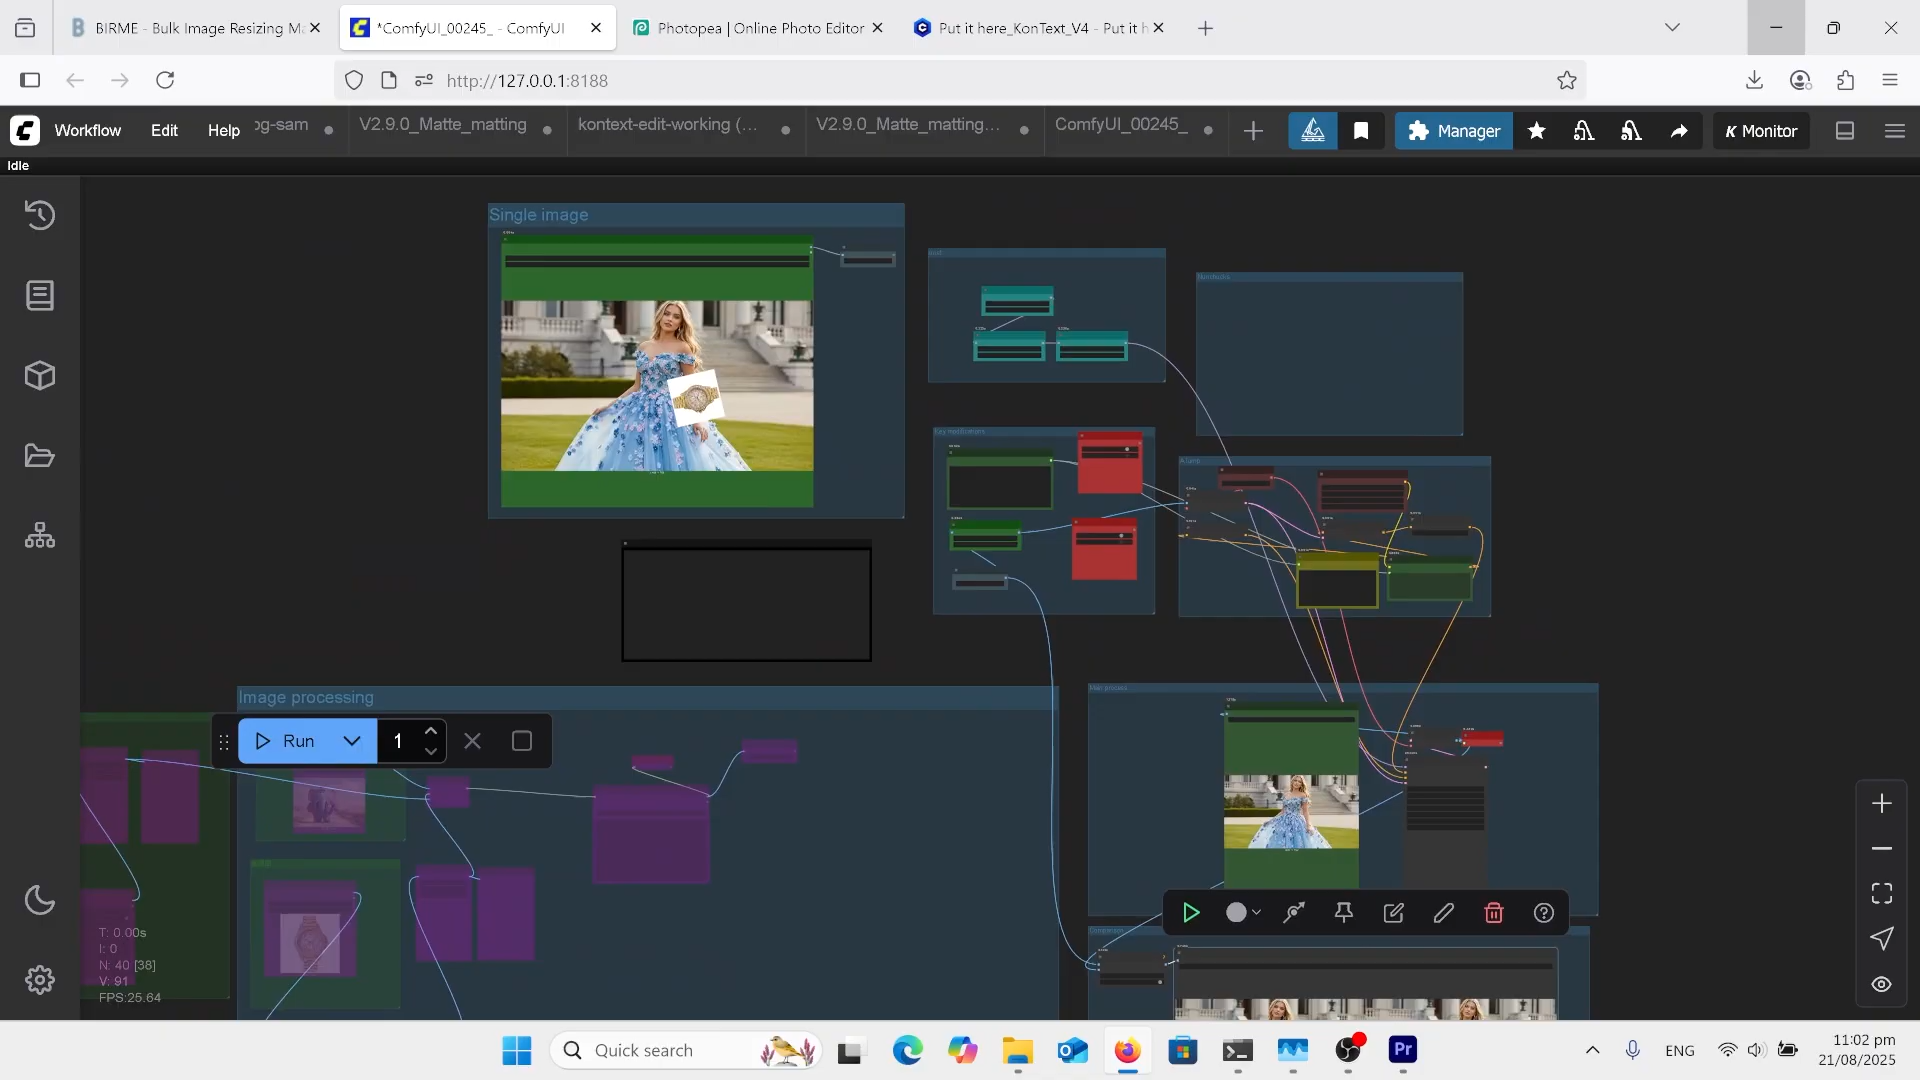 BIRME - Bulk Image Resizing Ma
*ComfyUI_00245_ - ComfyUI
Photopea | Online Photo Editor
Put it here_KonText_V4 - Put it h
http://127.0.0.1:8188
Workflow
Edit
Help
og-sam
V2.9.0_Matte_matting
kontext-edit-working (...
V2.9.0_Matte_matting...
ComfyUI_00245_
Manager
K Monitor
Idle
Single image
Image processing
Main process
Run
1
T: 0.00s
I: 0
N: 40 [38]
V: 91
FPS:25.64
Quick search
ENG
11:02 pm
21/08/2025